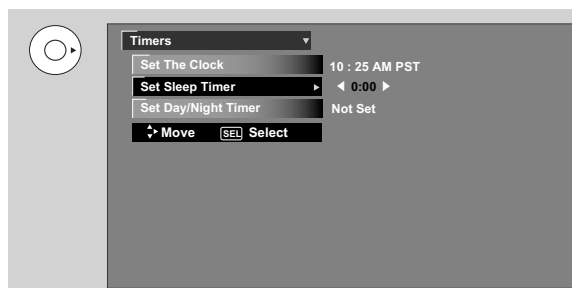 Timers
Set The Clock 10 : 25 AM PST
Set Sleep Timer 0:00
Set Day/Night Timer Not Set
Move SEL Select